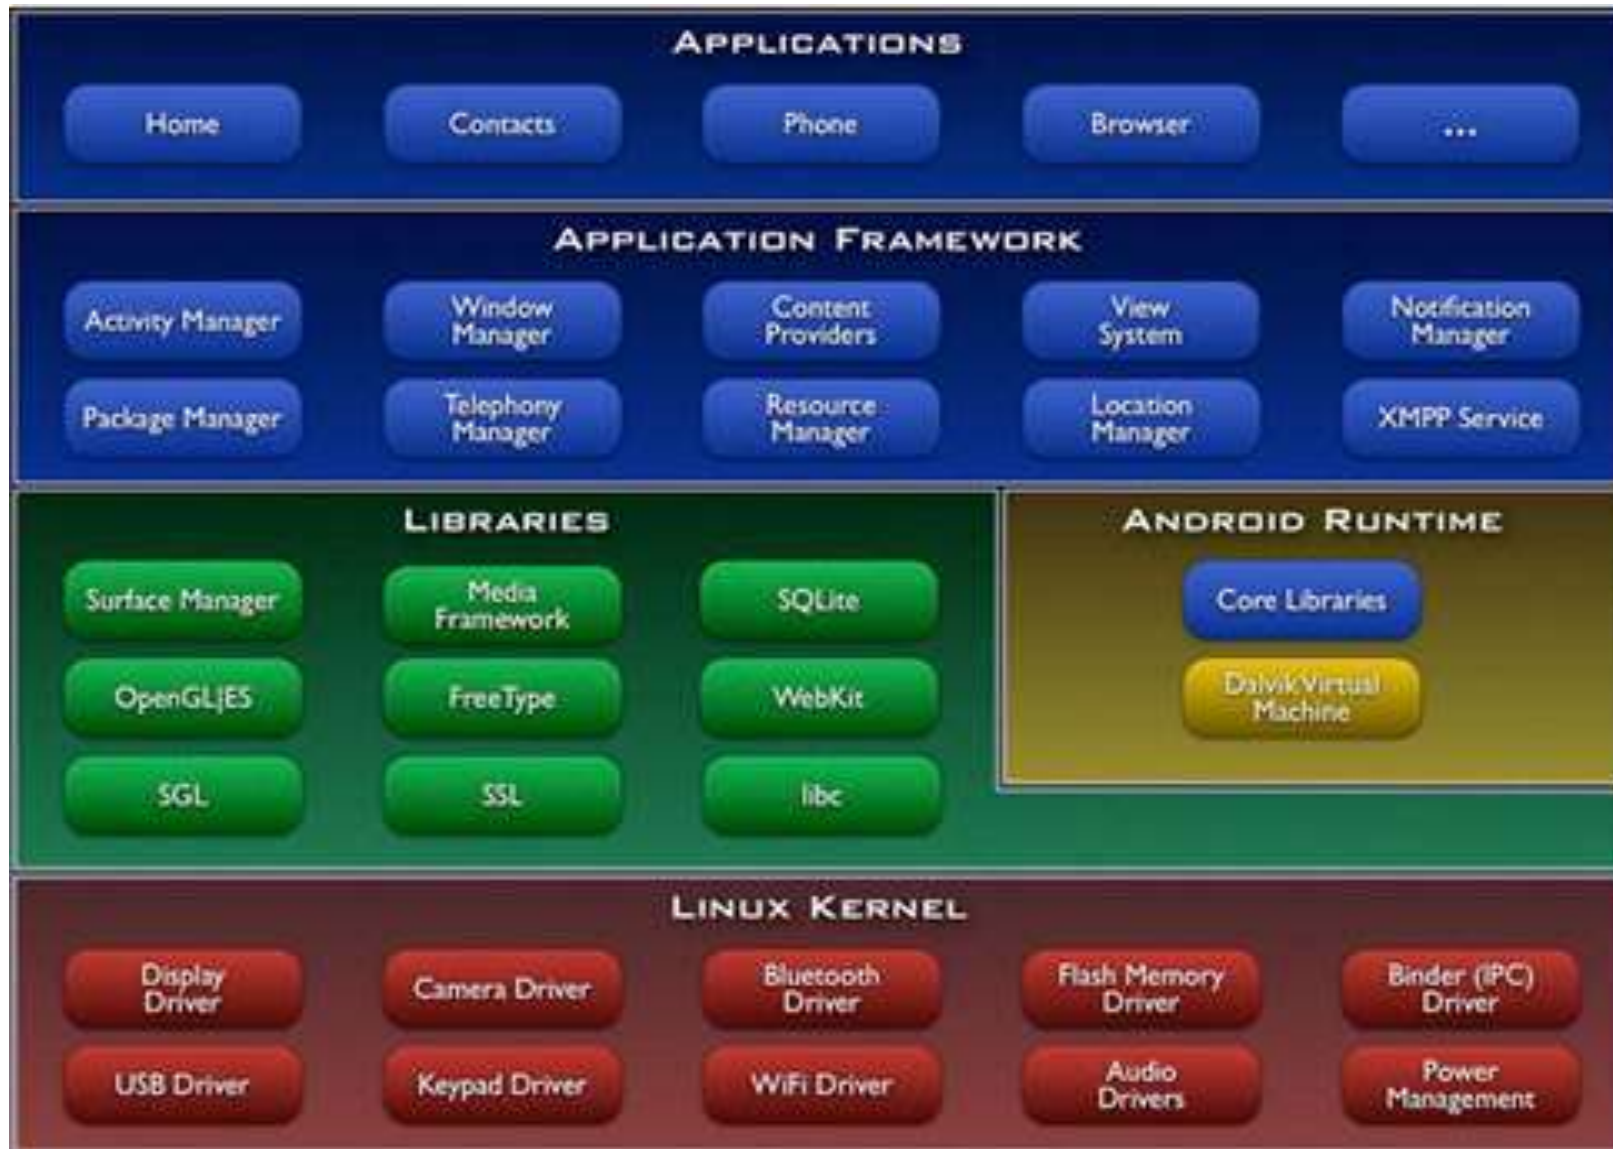 APPLICATIONS
Home
Contacts
Phone
Browser
...
APPLICATION FRAMEWORK
Activity Manager
Window
Manager
Content
Providers
View
System
Notification
Manager
Package Manager
Telephony
Manager
Resource
Manager
Location
Manager
XMPP Service
LIBRARIES
Surface Manager
Media
Framework
SQLite
OpenGL|ES
FreeType
WebKit
SGL
SSL
libc
ANDROID RUNTIME
Core Libraries
Dalvik Virtual
Machine
LINUX KERNEL
Display
Driver
Camera Driver
Bluetooth
Driver
Flash Memory
Driver
Binder (IPC)
Driver
USB Driver
Keypad Driver
WiFi Driver
Audio
Drivers
Power
Management